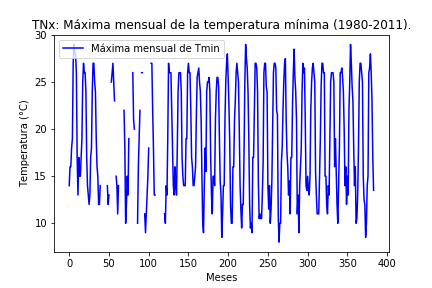 TNx: Máxima mensual de la temperatura mínima (1980-2011).
Máxima mensual de Tmin
30
25
20
15
10
Temperatura (°C)
0 50 100 150 200 250 300 350 400
Meses